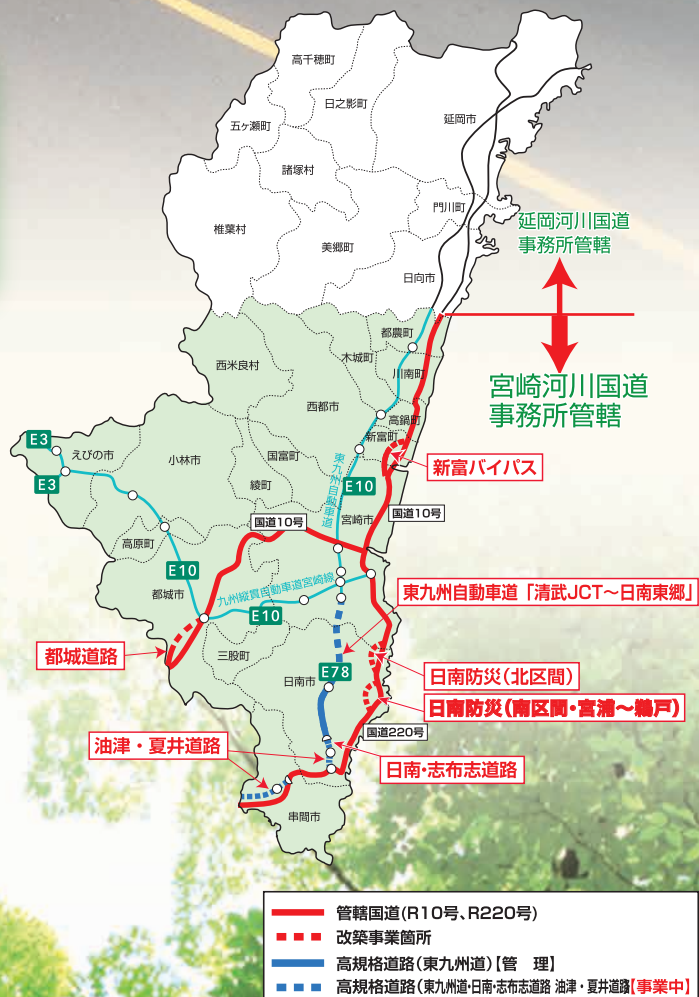 高千穂町
日之影町
延岡市
五ヶ瀬町
諸塚村
門川町
椎葉村
美郷町
日向市
延岡河川国道
事務所管轄
都農町
木城町
川南町
西米良村
西都市
高鍋町
新富町
宮崎河川国道
事務所管轄
E3
えびの市
E3
小林市
国富町
綾町
東九州自動車道
E10
宮崎市
新富バイパス
国道10号
国道10号
高原町
E10
都城市
九州縦貫自動車道宮崎線
E10
東九州自動車道「清武JCT～日南東郷」
都城道路
三股町
日南市
E78
日南防災(北区間)
日南防災(南区間・宮浦～鵜戸)
国道220号
油津・夏井道路
日南・志布志道路
串間市
管轄国道(R10号、R220号)
改築事業箇所
高規格道路(東九州道)【管　理】
高規格道路(東九州道・日南・志布志道路 油津・夏井道路)【事業中】